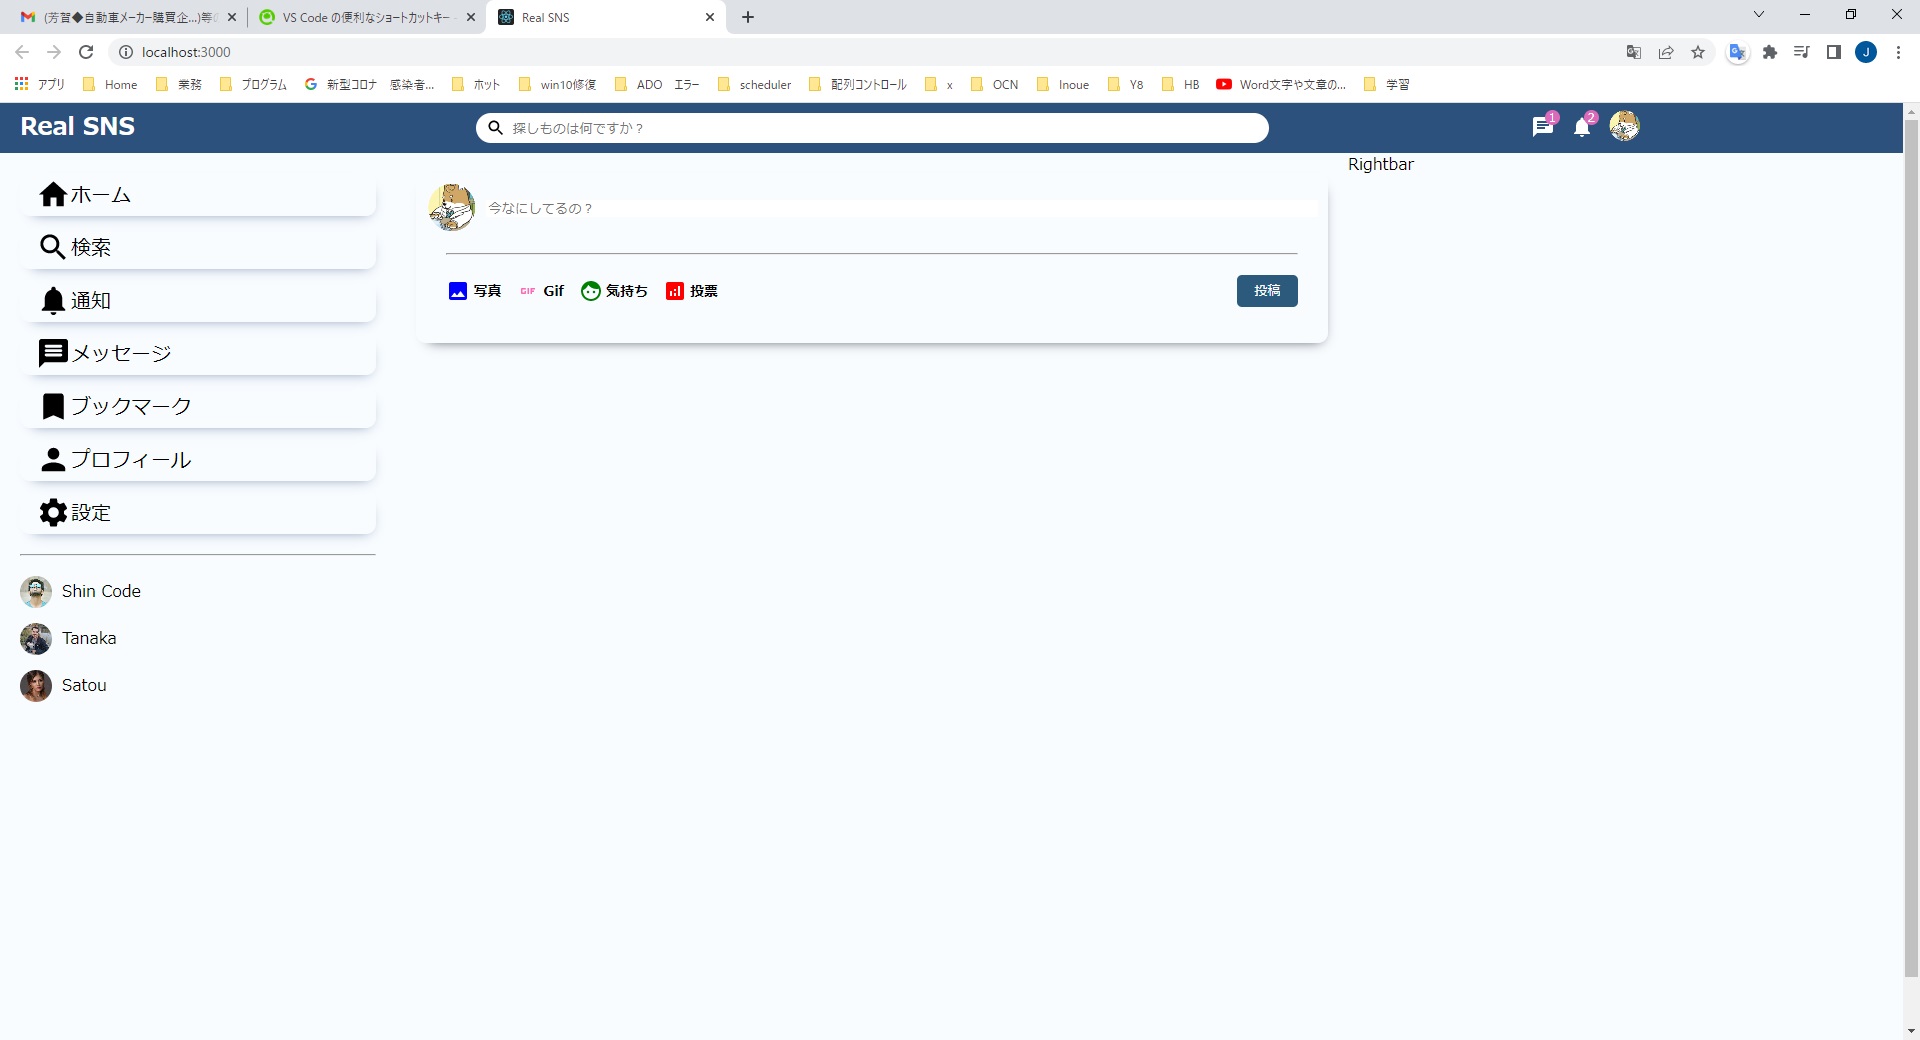 (芳賀◆自動車メーカー購買企...)等の
VS Code の便利なショートカットキー -
Real SNS
localhost:3000
アプリ
Home
業務
プログラム
新型コロナ 感染者...
ホット
win10修復
ADO エラー
scheduler
配列コントロール
x
OCN
Inoue
Y8
HB
Word文字や文章の...
学習
J
Real SNS
探しものは何ですか？
1
2
ホーム
検索
通知
メッセージ
ブックマーク
プロフィール
設定
Shin Code
Tanaka
Satou
今なにしてるの？
写真
GIF
Gif
気持ち
投票
投稿
Rightbar